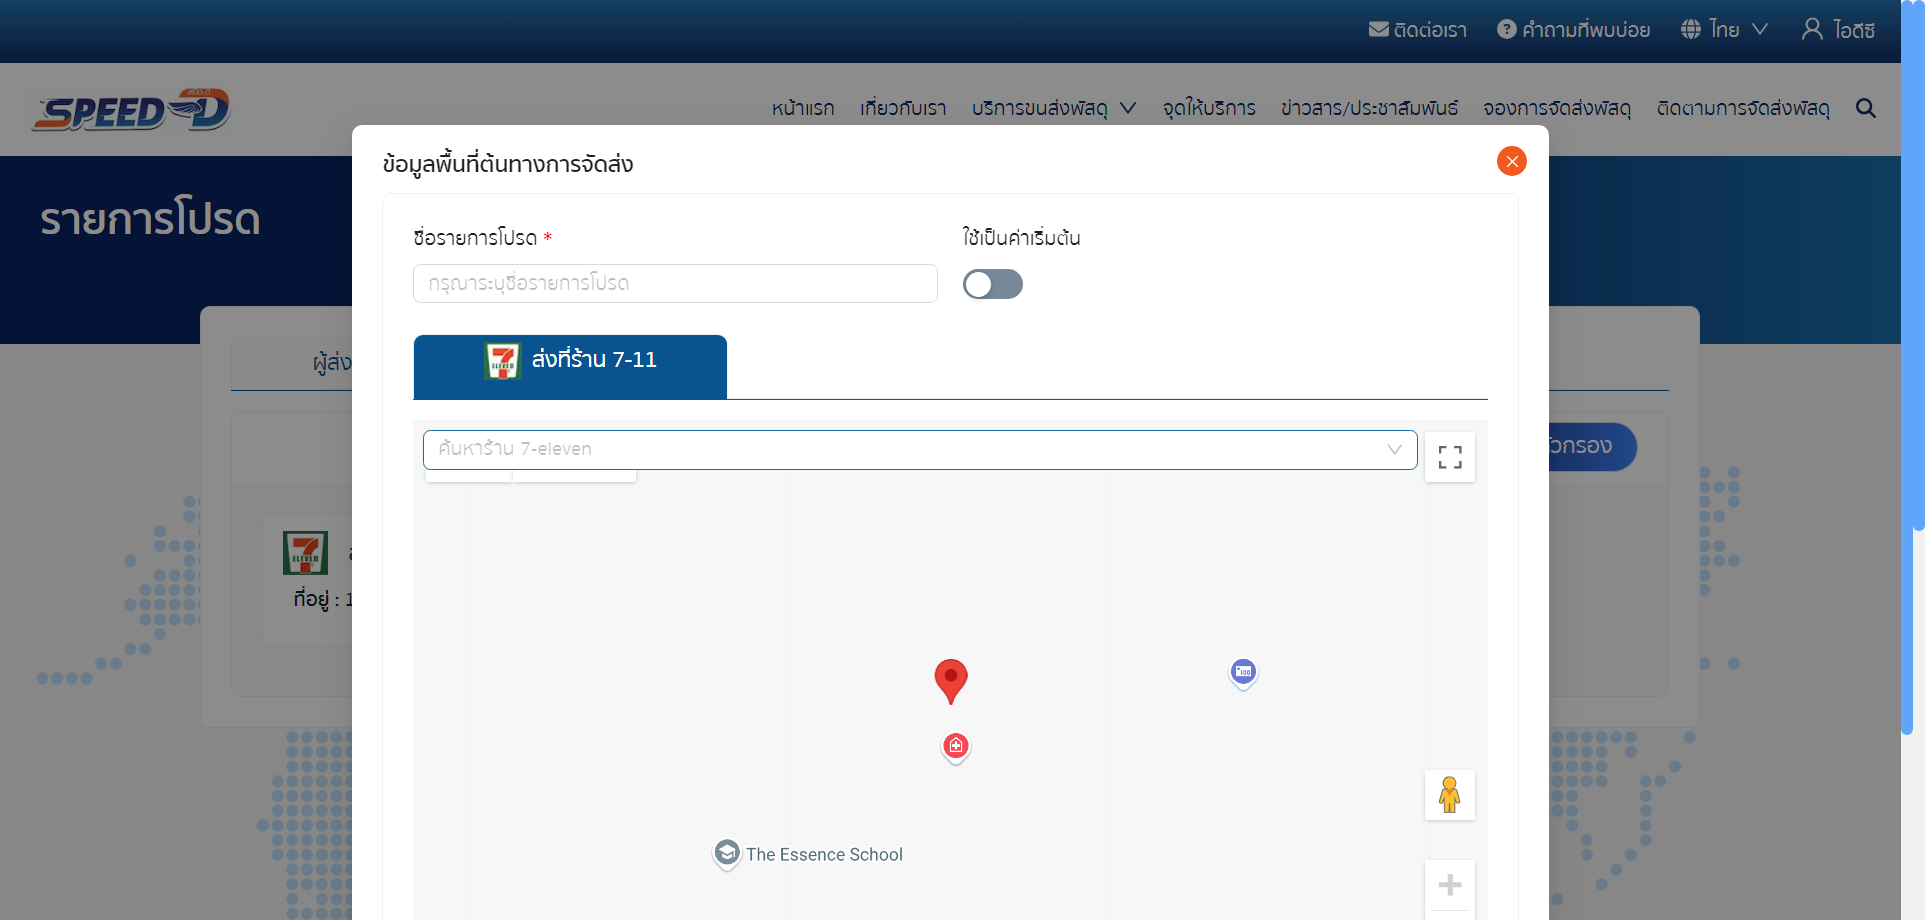 ติดต่อเรา
คำถามที่พบบ่อย
ไทย
ไอดีซี
SPEED-D
หน้าแรก
เกี่ยวกับเรา
บริการขนส่งพัสดุ
จุดให้บริการ
ข่าวสาร/ประชาสัมพันธ์
จองการจัดส่งพัสดุ
ติดตามการจัดส่งพัสดุ
รายการโปรด
ข้อมูลพื้นที่ต้นทางการจัดส่ง
ชื่อรายการโปรด *
ใช้เป็นค่าเริ่มต้น
กรุณาระบุชื่อรายการโปรด
ผู้ส่ง
7 ELEVEN
ส่งที่ร้าน 7-11
ค้นหาร้าน 7-eleven
วกรอง
7 ELEVEN
ที่อยู่ : 1
100
The Essence School